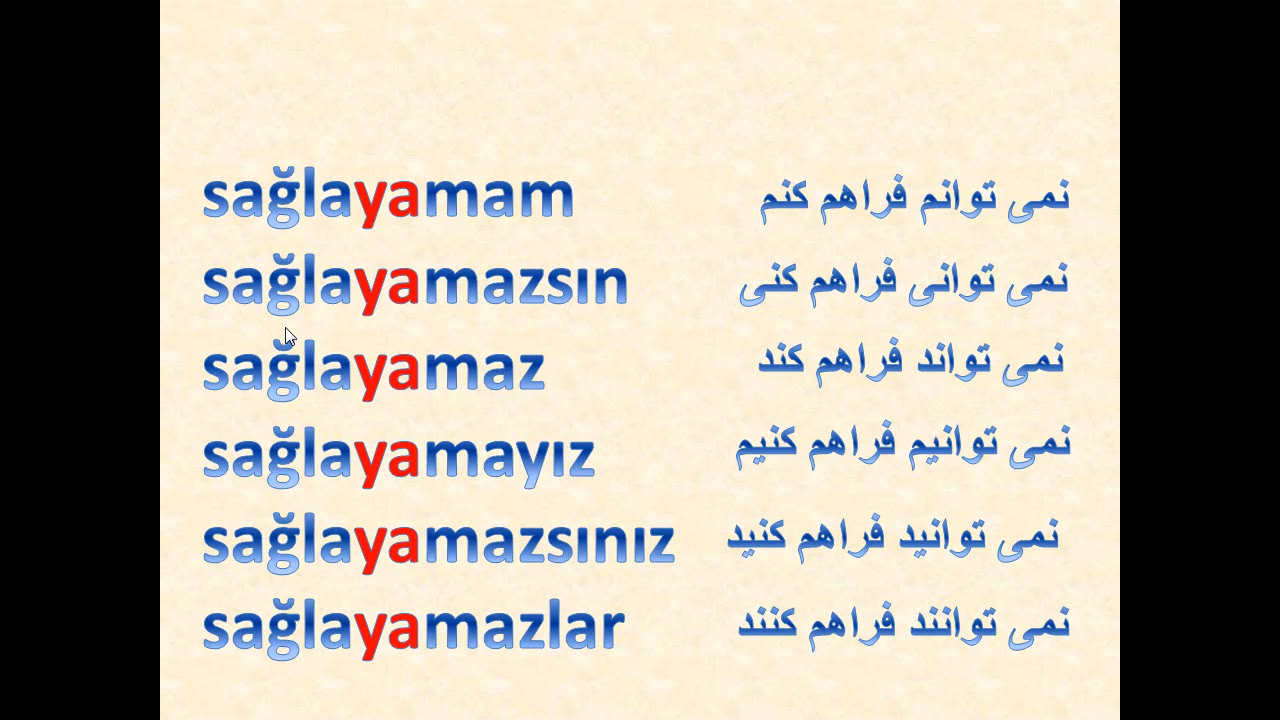 sağlayamam نمی توانم فراهم کنم
sağlayamazsın نمی توانی فراهم کنی
sağlayamaz نمی تواند فراهم کند
sağlayamayız نمی توانیم فراهم کنیم
sağlayamazsınız نمی توانید فراهم کنید
sağlayamazlar نمی توانند فراهم کنند